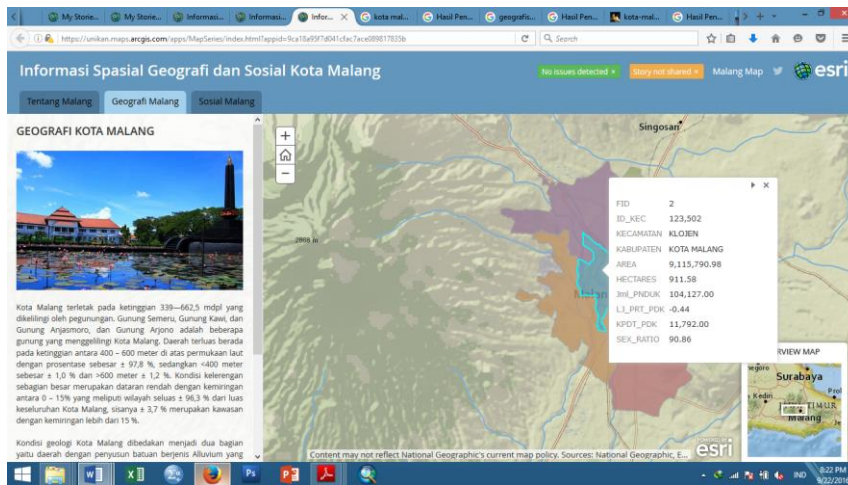 My Storie...
My Storie...
Informasi...
Informasi...
Infor...
kota mal...
Hasil Pen...
geografis...
Hasil Pen...
kota-mal...
Hasil Pen...
https://unikan.maps.arcgis.com/apps/MapSeries/index.html?appid=
Search
Informasi Spasial Geografi dan Sosial Kota Malang
No issues detected
Story not shared
Malang Map
esri
Tentang Malang
Geografi Malang
Sosial Malang
GEOGRAFI KOTA MALANG
Kota Malang terletak pada ketinggian 339—662,5 mdpl yang
dikelilingi oleh pegunungan. Gunung Semeru, Gunung Kawi, dan
Gunung Anjasmoro, dan Gunung Arjono adalah beberapa
gunung yang menggelilingi Kota Malang. Daerah terluas berada
pada ketinggian antara 400 – 600 meter di atas permukaan laut
dengan prosentase sebesar ± 97,8 %, sedangkan <400 meter
sebesar ± 1,0 % dan >600 meter ± 1,2 %. Kondisi kelerengan
sebagian besar merupakan dataran rendah dengan kemiringan
antara 0 – 15% yang meliputi wilayah seluas ± 96,3 % dari luas
keseluruhan Kota Malang, sisanya ± 3,7 % merupakan kawasan
dengan kemiringan lebih dari 15 %.
Kondisi geologi Kota Malang dibedakan menjadi dua bagian
yaitu daerah dengan penyusun batuan berjenis Alluvium yang
Singosari
Malan
FID 2
ID_KEC 123,502
KECAMATAN KLOJEN
KABUPATEN KOTA MALANG
AREA 9,115,790.98
HECTARES 911.58
Jml_PNDUK 104,127.00
LJ_PRT_PDK -0.44
KPDT_PDK 11,792.00
SEX_RATIO 90.86
RVIEW MAP
Surabaya
Kediri
TIMUR
Malang
Content may not reflect National Geographic's current map policy. Sources: National Geographic, E...
esri
IND
8:22 PM
9/22/2016